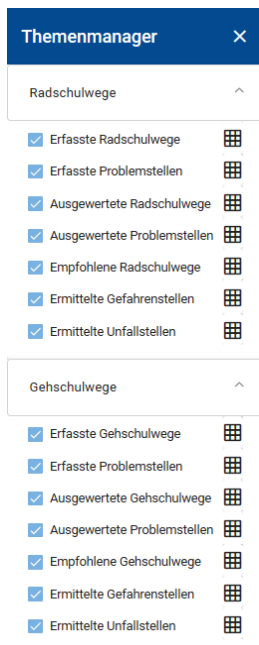 Themenmanager
Radschulwege
Erfasste Radschulwege
Erfasste Problemstellen
Ausgewertete Radschulwege
Ausgewertete Problemstellen
Empfohlene Radschulwege
Ermittelte Gefahrenstellen
Ermittelte Unfallstellen
Gehschulwege
Erfasste Gehschulwege
Erfasste Problemstellen
Ausgewertete Gehschulwege
Ausgewertete Problemstellen
Empfohlene Gehschulwege
Ermittelte Gefahrenstellen
Ermittelte Unfallstellen